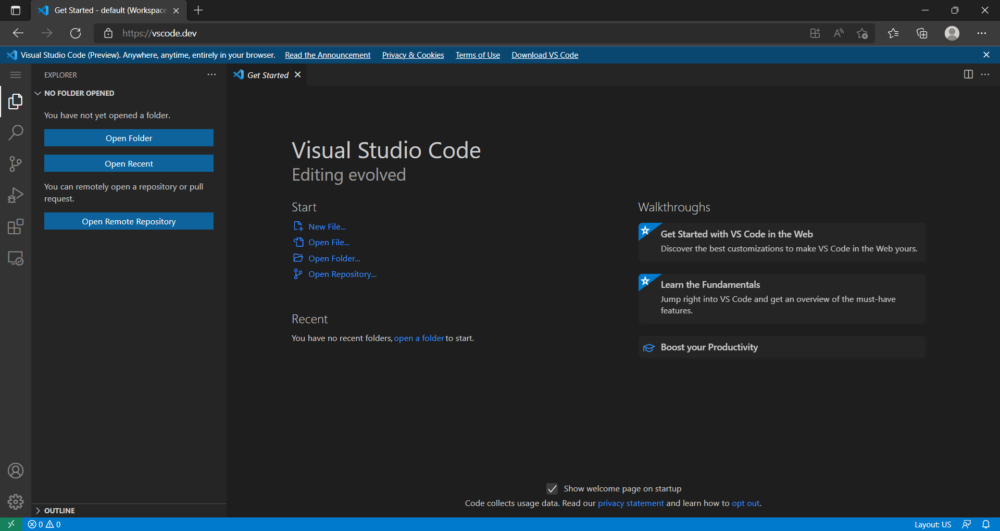 Get Started - default (Workspace
https://vscode.dev
Visual Studio Code (Preview). Anywhere, anytime, entirely in your browser. Read the Announcement Privacy & Cookies Terms of Use Download VS Code
EXPLORER
Get Started
NO FOLDER OPENED
You have not yet opened a folder.
Open Folder
Open Recent
You can remotely open a repository or pull
request.
Open Remote Repository
Visual Studio Code
Editing evolved
Start
New File...
Open File...
Open Folder...
Open Repository...
Recent
You have no recent folders, open a folder to start.
Walkthroughs
Get Started with VS Code in the Web
Discover the best customizations to make VS Code in the Web yours.
Learn the Fundamentals
Jump right into VS Code and get an overview of the must-have
features.
Boost your Productivity
Show welcome page on startup
Code collects usage data. Read our privacy statement and learn how to opt out.
OUTLINE
0 0
Layout: US